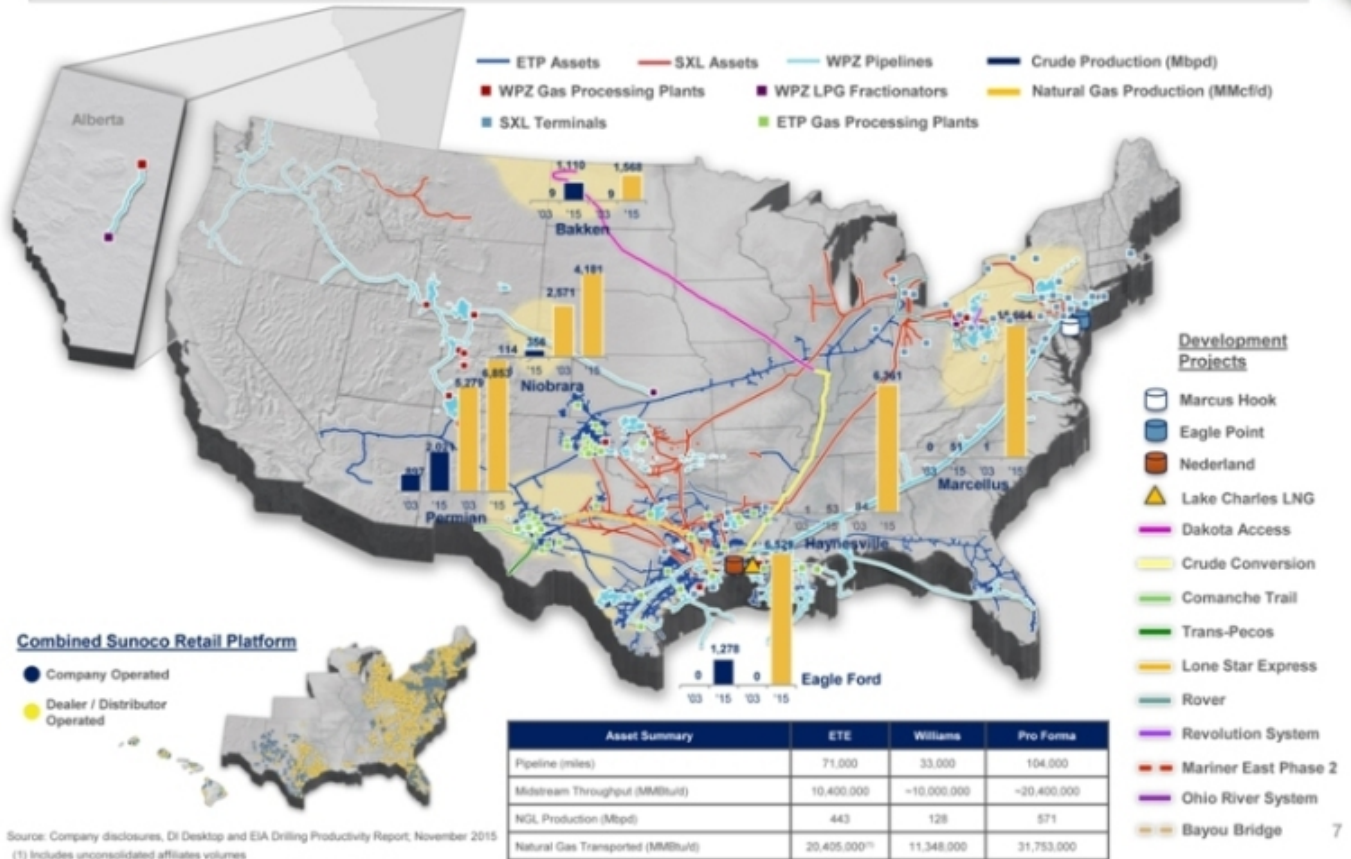 ETP Assets
SXL Assets
WPZ Pipelines
Crude Production (Mbpd)
WPZ Gas Processing Plants
WPZ LPG Fractionators
Natural Gas Production (MMcf/d)
SXL Terminals
ETP Gas Processing Plants
Alberta
1,110
1,568
9
9
'03 '15 '03 '15
Bakken
4,181
2,571
356
114
'15 '03 '15
Niobrara
6,853
5,279
897
'03 '15 '03 '15
Permian
6,361
1 53 84
'03 '15 '03 '15
Haynesville
0 51 1
'03 '15 '03 '15
Marcellus
1,278
0
0
'03 '15 '03 '15
Eagle Ford
Development
Projects
Marcus Hook
Eagle Point
Nederland
Lake Charles LNG
Dakota Access
Crude Conversion
Comanche Trail
Trans-Pecos
Lone Star Express
Rover
Revolution System
Mariner East Phase 2
Ohio River System
Bayou Bridge
Combined Sunoco Retail Platform
Company Operated
Dealer / Distributor
Operated
Asset Summary ETE Williams Pro Forma
Pipeline (miles) 71,000 33,000 104,000
Midstream Throughput (MMBtu/d) 10,400,000 ~10,000,000 ~20,400,000
NGL Production (Mbpd) 443 128 571
Natural Gas Transported (MMBtu/d) 20,405,000(1) 11,348,000 31,753,000
Source: Company disclosures, DI Desktop and EIA Drilling Productivity Report, November 2015
(1) Includes unconsolidated affiliates volumes
7